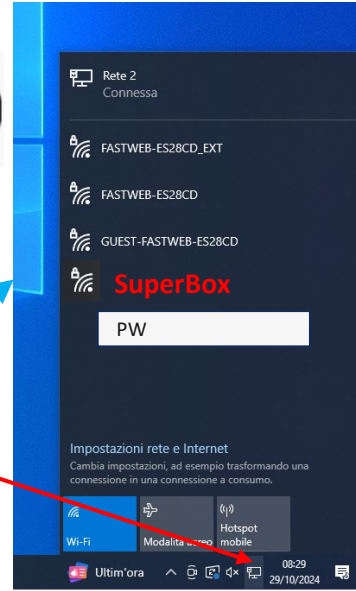 Rete 2
Connessa
FASTWEB-ES28CD_EXT
FASTWEB-ES28CD
GUEST-FASTWEB-ES28CD
SuperBox
PW
Impostazioni rete e Internet
Cambia impostazioni, ad esempio trasformando una
connessione in una connessione a consumo.
Wi-Fi
Modalità aereo
Hotspot
mobile
Ultim'ora
08:29
29/10/2024